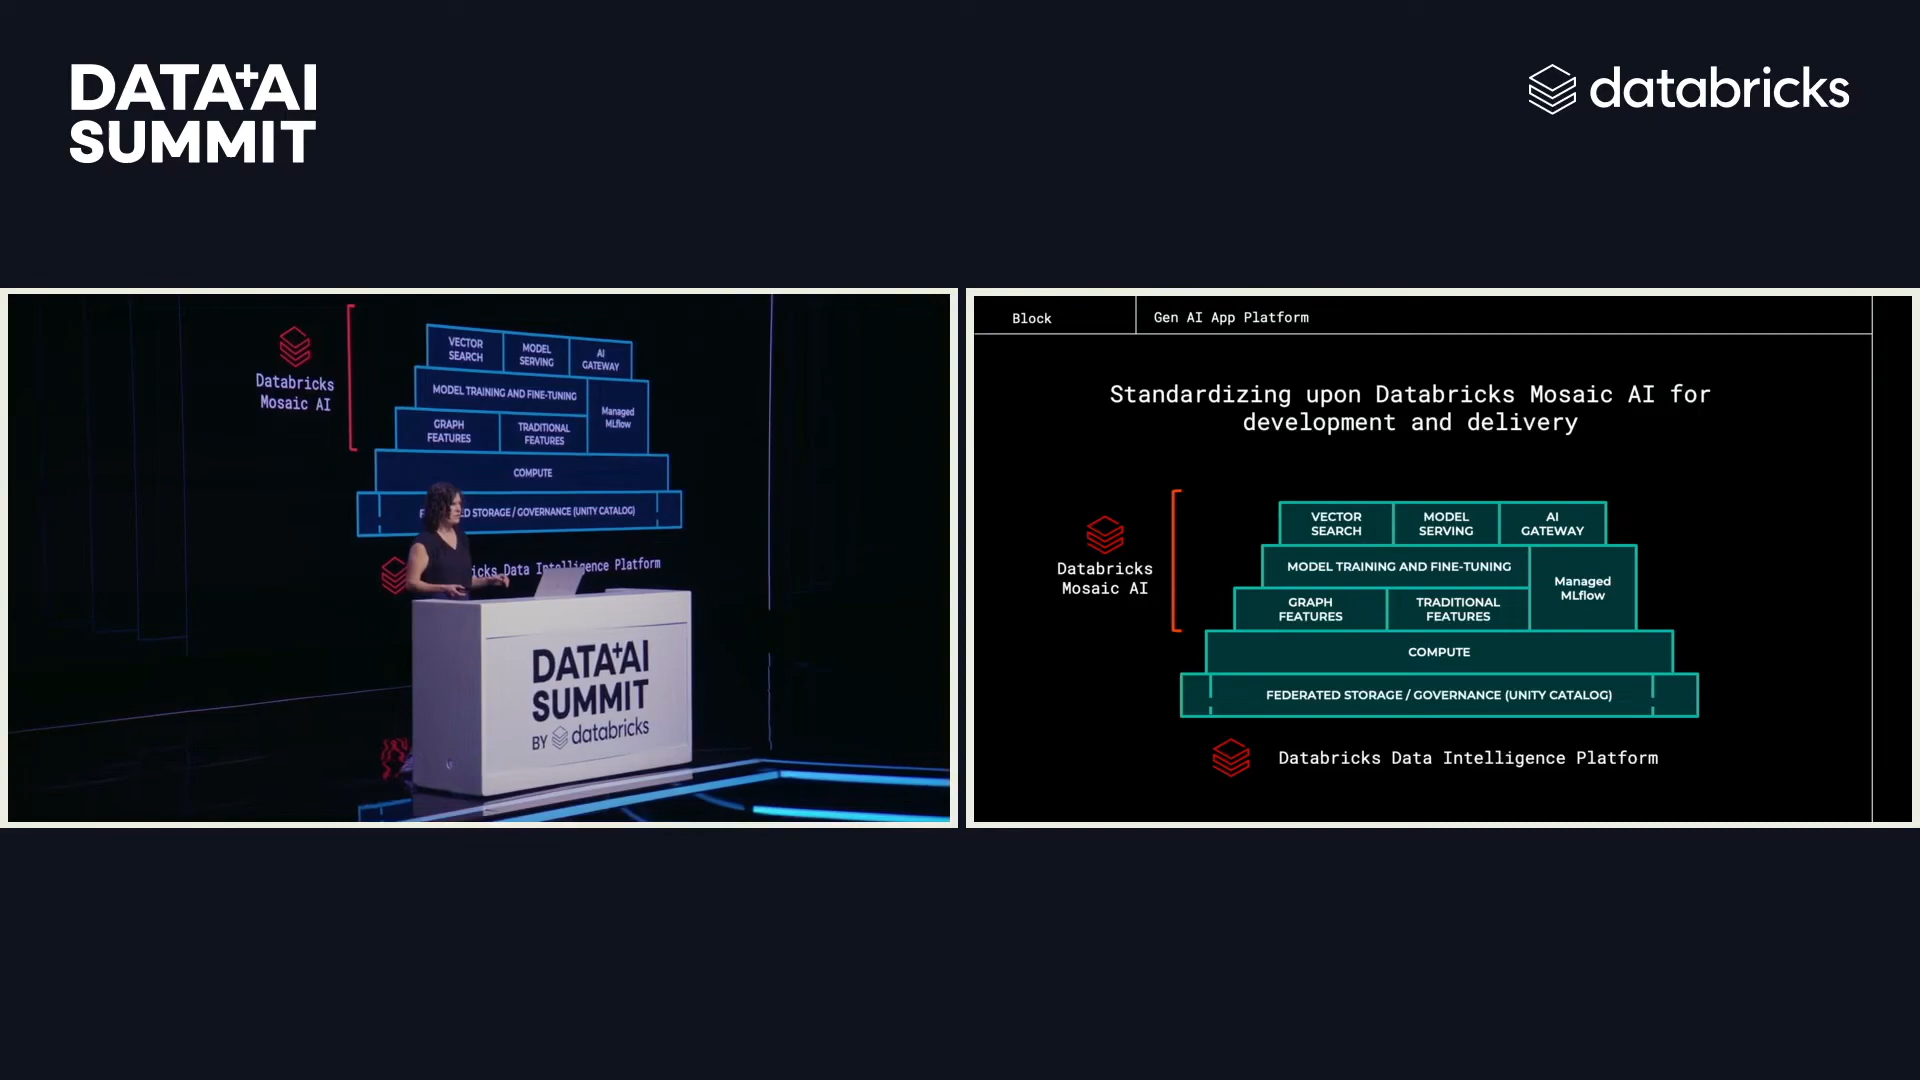 DATA+AI
SUMMIT
databricks
Databricks
Mosaic AI
VECTOR
SEARCH
MODEL
SERVING
AI
GATEWAY
MODEL TRAINING AND FINE-TUNING
Managed
MLflow
GRAPH
FEATURES
TRADITIONAL
FEATURES
COMPUTE
STORAGE / GOVERNANCE (UNITY CATALOG)
Data Intelligence Platform
DATA+AI
SUMMIT
BY databricks
Block
Gen AI App Platform
Standardizing upon Databricks Mosaic AI for
development and delivery
Databricks
Mosaic AI
VECTOR
SEARCH
MODEL
SERVING
AI
GATEWAY
MODEL TRAINING AND FINE-TUNING
Managed
MLflow
GRAPH
FEATURES
TRADITIONAL
FEATURES
COMPUTE
FEDERATED STORAGE / GOVERNANCE (UNITY CATALOG)
Databricks Data Intelligence Platform